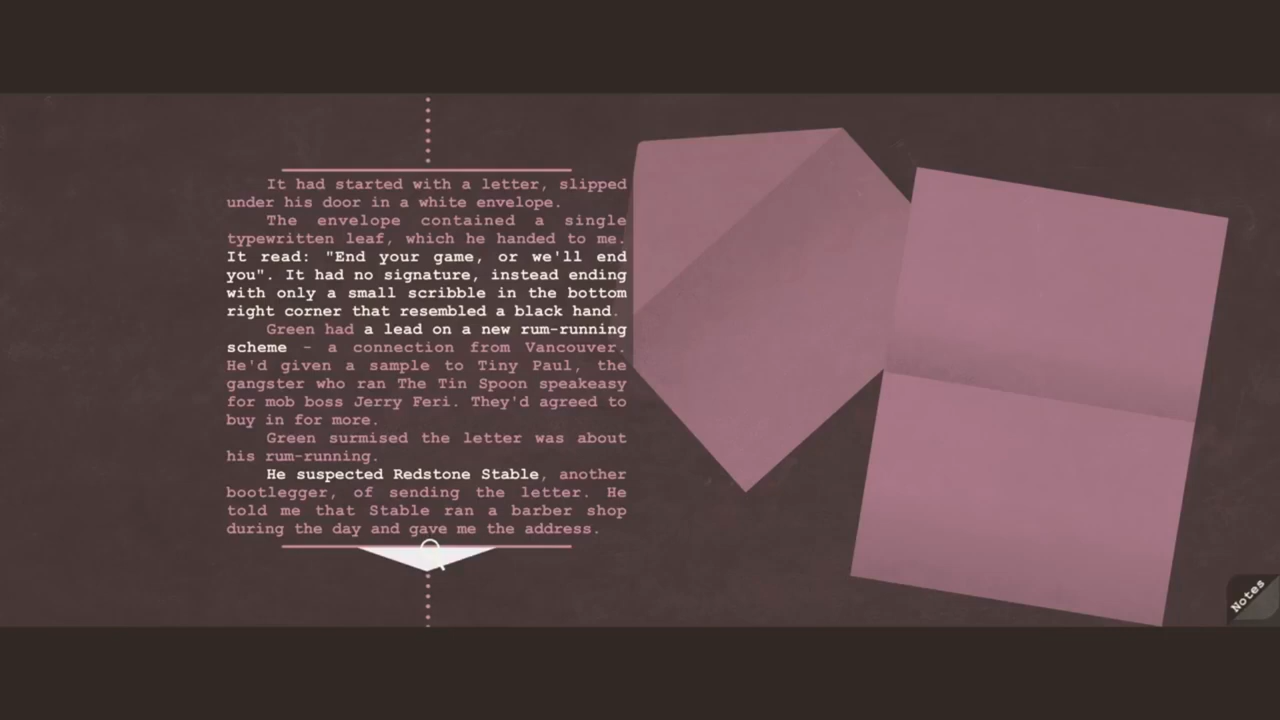 It had started with a letter, slipped
under his door in a white envelope.
The envelope contained a single
typewritten leaf, which he handed to me.
It read: "End your game, or we'll end
you". It had no signature, instead ending
with only a small scribble in the bottom
right corner that resembled a black hand.
Green had a lead on a new rum-running
scheme - a connection from Vancouver.
He'd given a sample to Tiny Paul, the
gangster who ran The Tin Spoon speakeasy
for mob boss Jerry Feri. They'd agreed to
buy in for more.
Green surmised the letter was about
his rum-running.
He suspected Redstone Stable, another
bootlegger, of sending the letter. He
told me that Stable ran a barber shop
during the day and gave me the address.
Notes